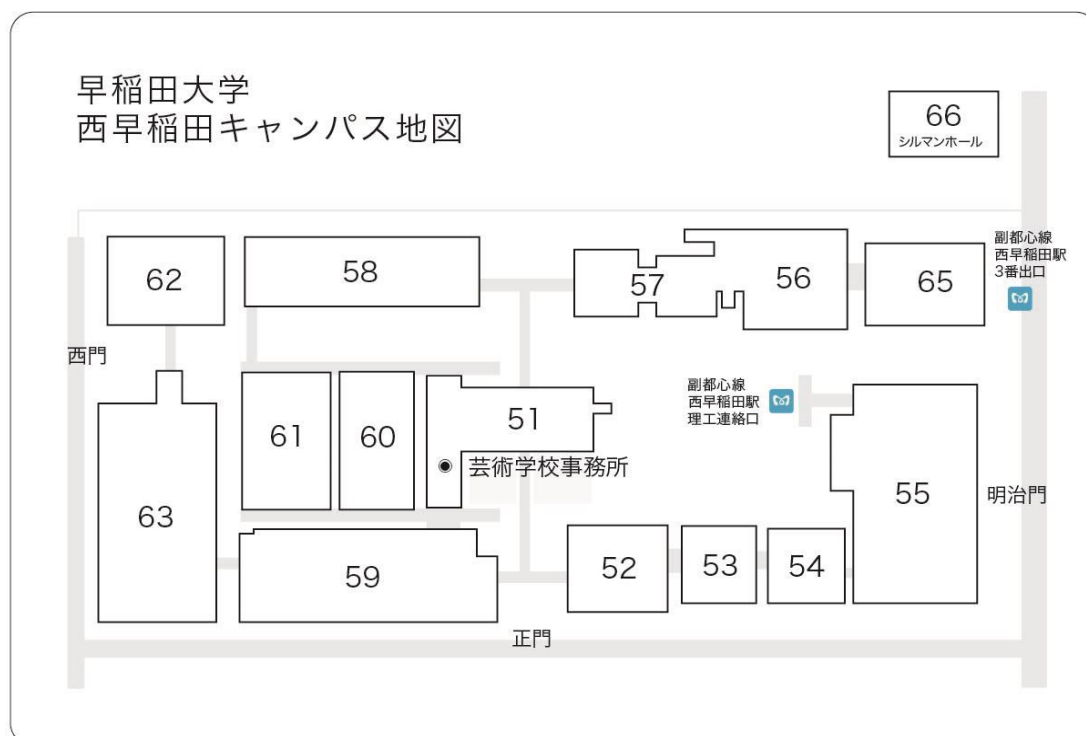 早稲田大学
西早稲田キャンパス地図
66
シルマンホール
副都心線
西早稲田駅
3番出口
62
58
57
56
65
西門
副都心線
西早稲田駅
理工連絡口
61
60
51
芸術学校事務所
55
明治門
63
59
52
53
54
正門